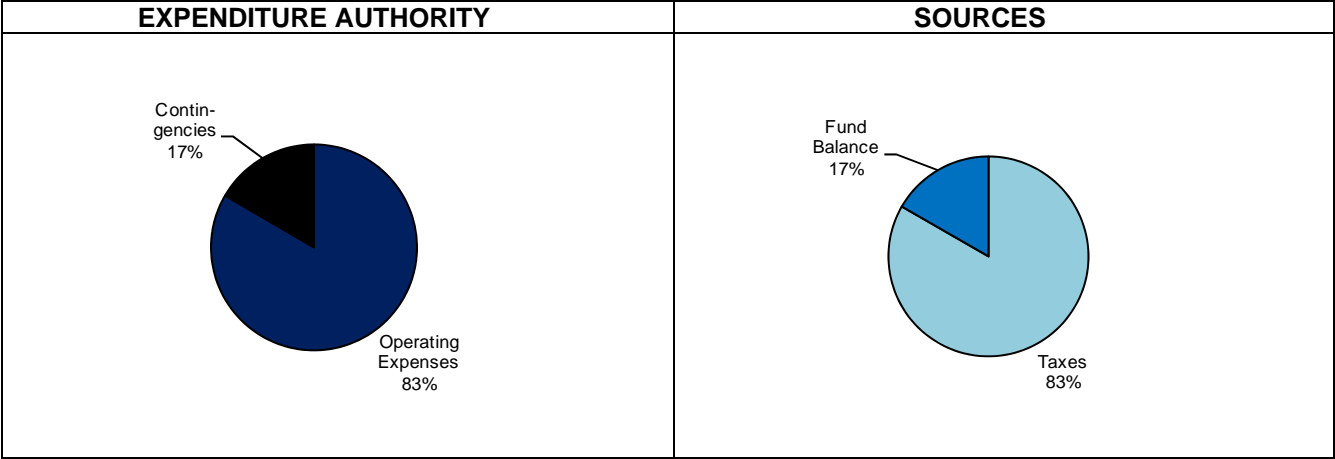 EXPENDITURE AUTHORITY
Contin-
gencies
17%
Operating
Expenses
83%
SOURCES
Fund
Balance
17%
Taxes
83%